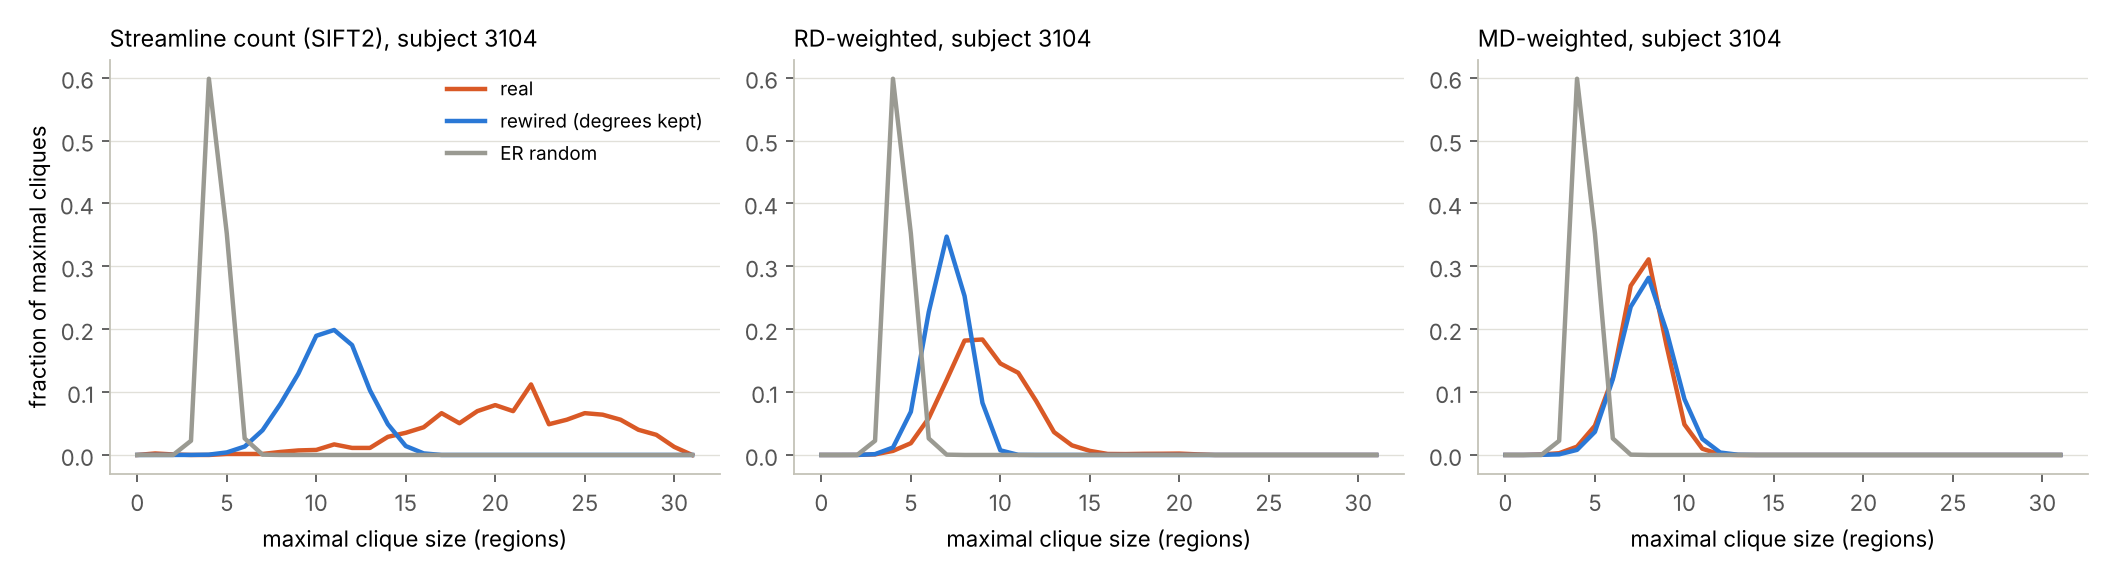 Streamline count (SIFT2), subject 3104
fraction of maximal cliques
0.6
0.5
0.4
0.3
0.2
0.1
0.0
real
rewired (degrees kept)
ER random
0 5 10 15 20 25 30
maximal clique size (regions)
RD-weighted, subject 3104
0.6
0.5
0.4
0.3
0.2
0.1
0.0
0 5 10 15 20 25 30
maximal clique size (regions)
MD-weighted, subject 3104
0.6
0.5
0.4
0.3
0.2
0.1
0.0
0 5 10 15 20 25 30
maximal clique size (regions)